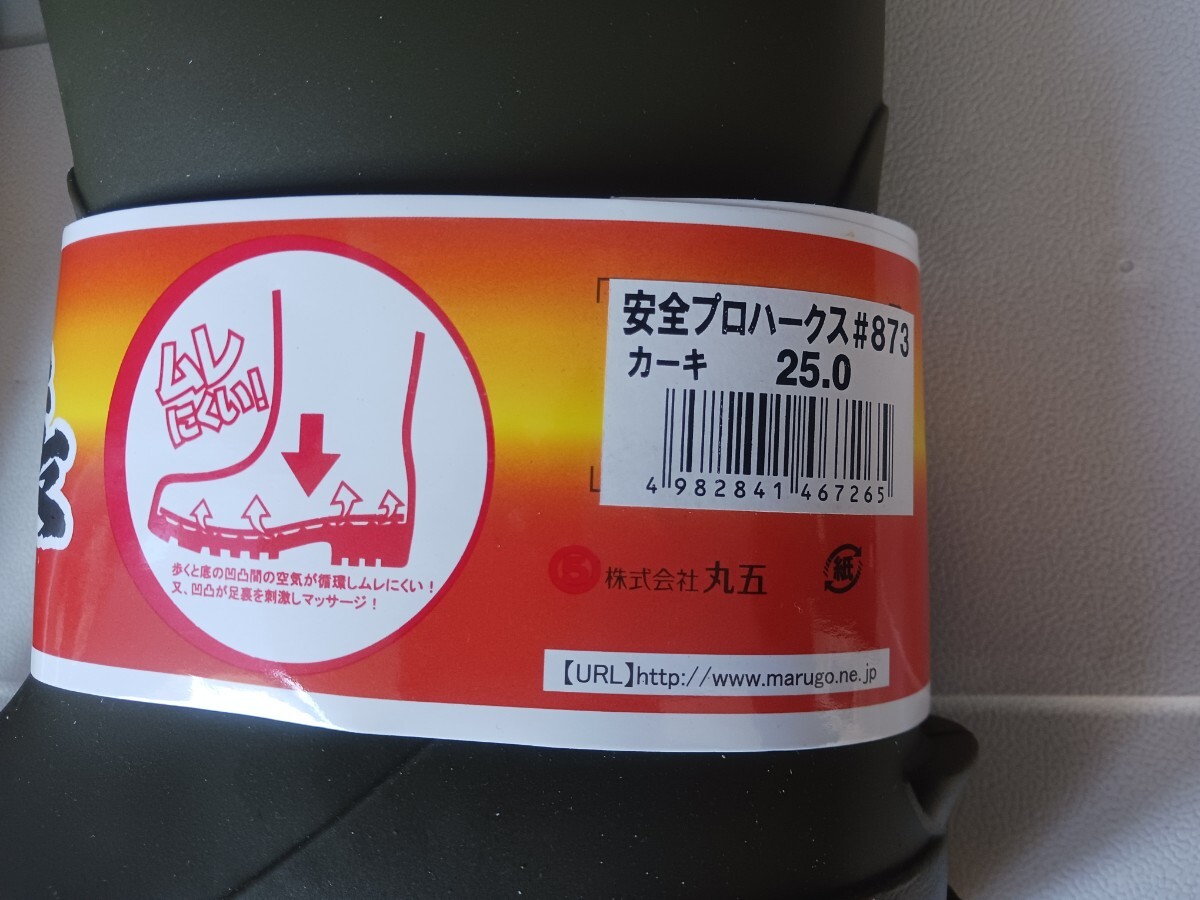 ムレ
にくい!
歩くと底の凹凸間の空気が循環しムレにくい!
又、凹凸が足裏を刺激しマッサージ!
安全プロハークス#873
カーキ 25.0
4 982841 467265
株式会社 丸五
紙
【URL】http://www.marugo.ne.jp